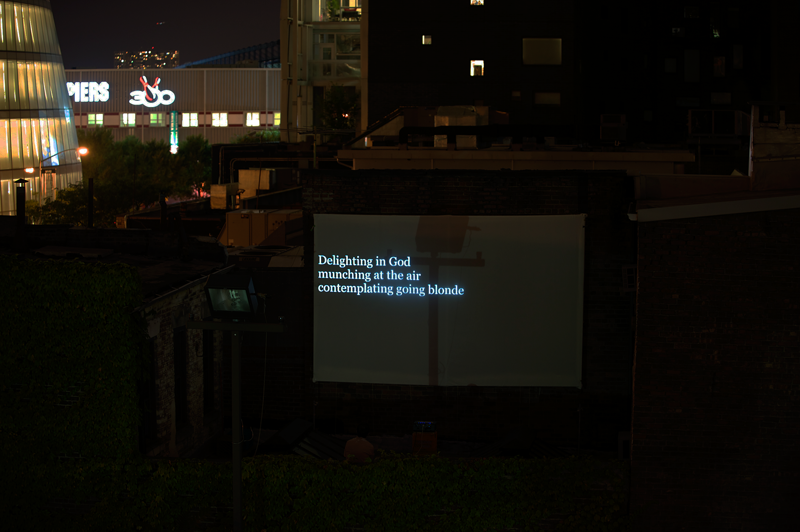 PIERS
300
Delighting in God
munching at the air
contemplating going blonde